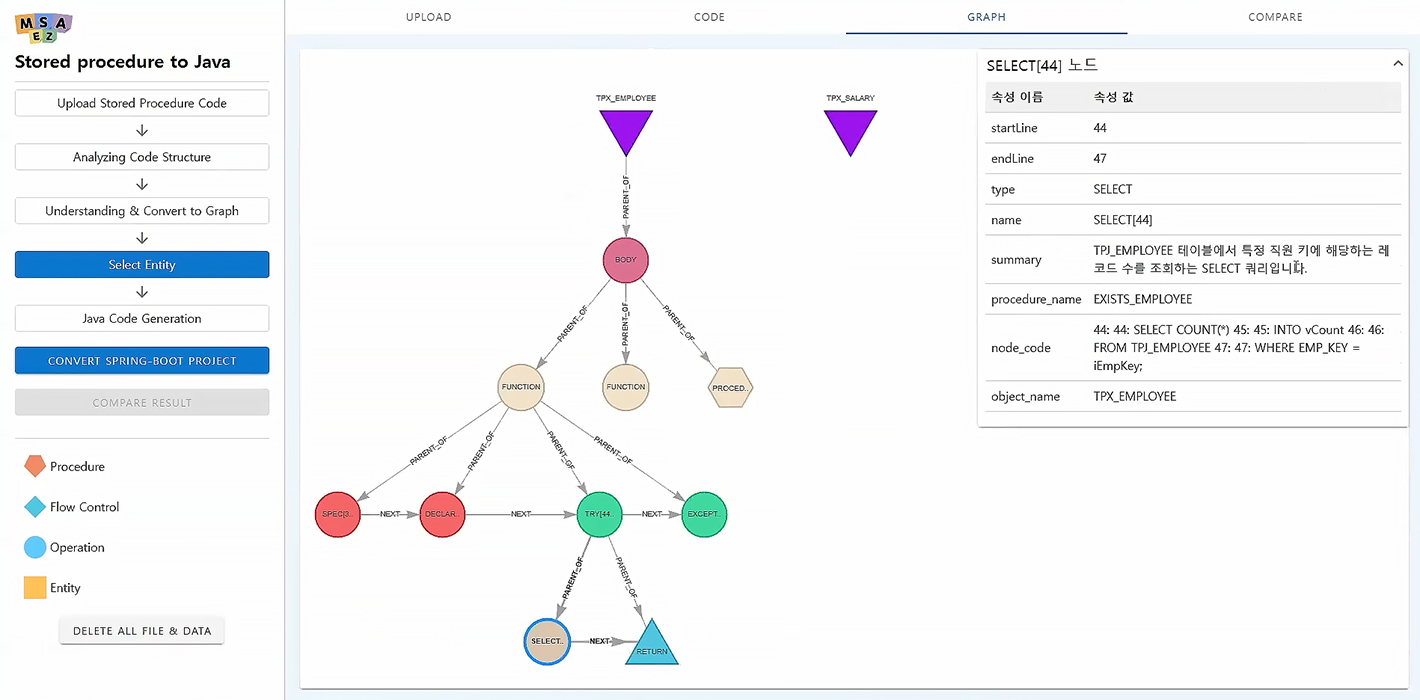 MSA
EZ
Stored procedure to Java
Upload Stored Procedure Code
Analyzing Code Structure
Understanding & Convert to Graph
Select Entity
Java Code Generation
CONVERT SPRING-BOOT PROJECT
COMPARE RESULT
Procedure
Flow Control
Operation
Entity
DELETE ALL FILE & DATA
UPLOAD
CODE
GRAPH
COMPARE
TPX_EMPLOYEE
TPX_SALARY
PARENT_OF
BODY
PARENT_OF
PARENT_OF
PARENT_OF
FUNCTION
FUNCTION
PROCED..
PARENT_OF
PARENT_OF
PARENT_OF
PARENT_OF
SPEC[3..
NEXT
DECLAR..
NEXT
TRY[44..
NEXT
EXCEPT..
PARENT_OF
PARENT_OF
SELECT..
NEXT
RETURN
SELECT[44] 노드
속성 이름 속성 값
startLine 44
endLine 47
type SELECT
name SELECT[44]
summary TPJ_EMPLOYEE 테이블에서 특정 직원 키에 해당하는 레
코드 수를 조회하는 SELECT 쿼리입니다.
procedure_name EXISTS_EMPLOYEE
node_code 44: 44: SELECT COUNT(*) 45: 45: INTO vCount 46: 46:
FROM TPJ_EMPLOYEE 47: 47: WHERE EMP_KEY =
iEmpKey;
object_name TPX_EMPLOYEE